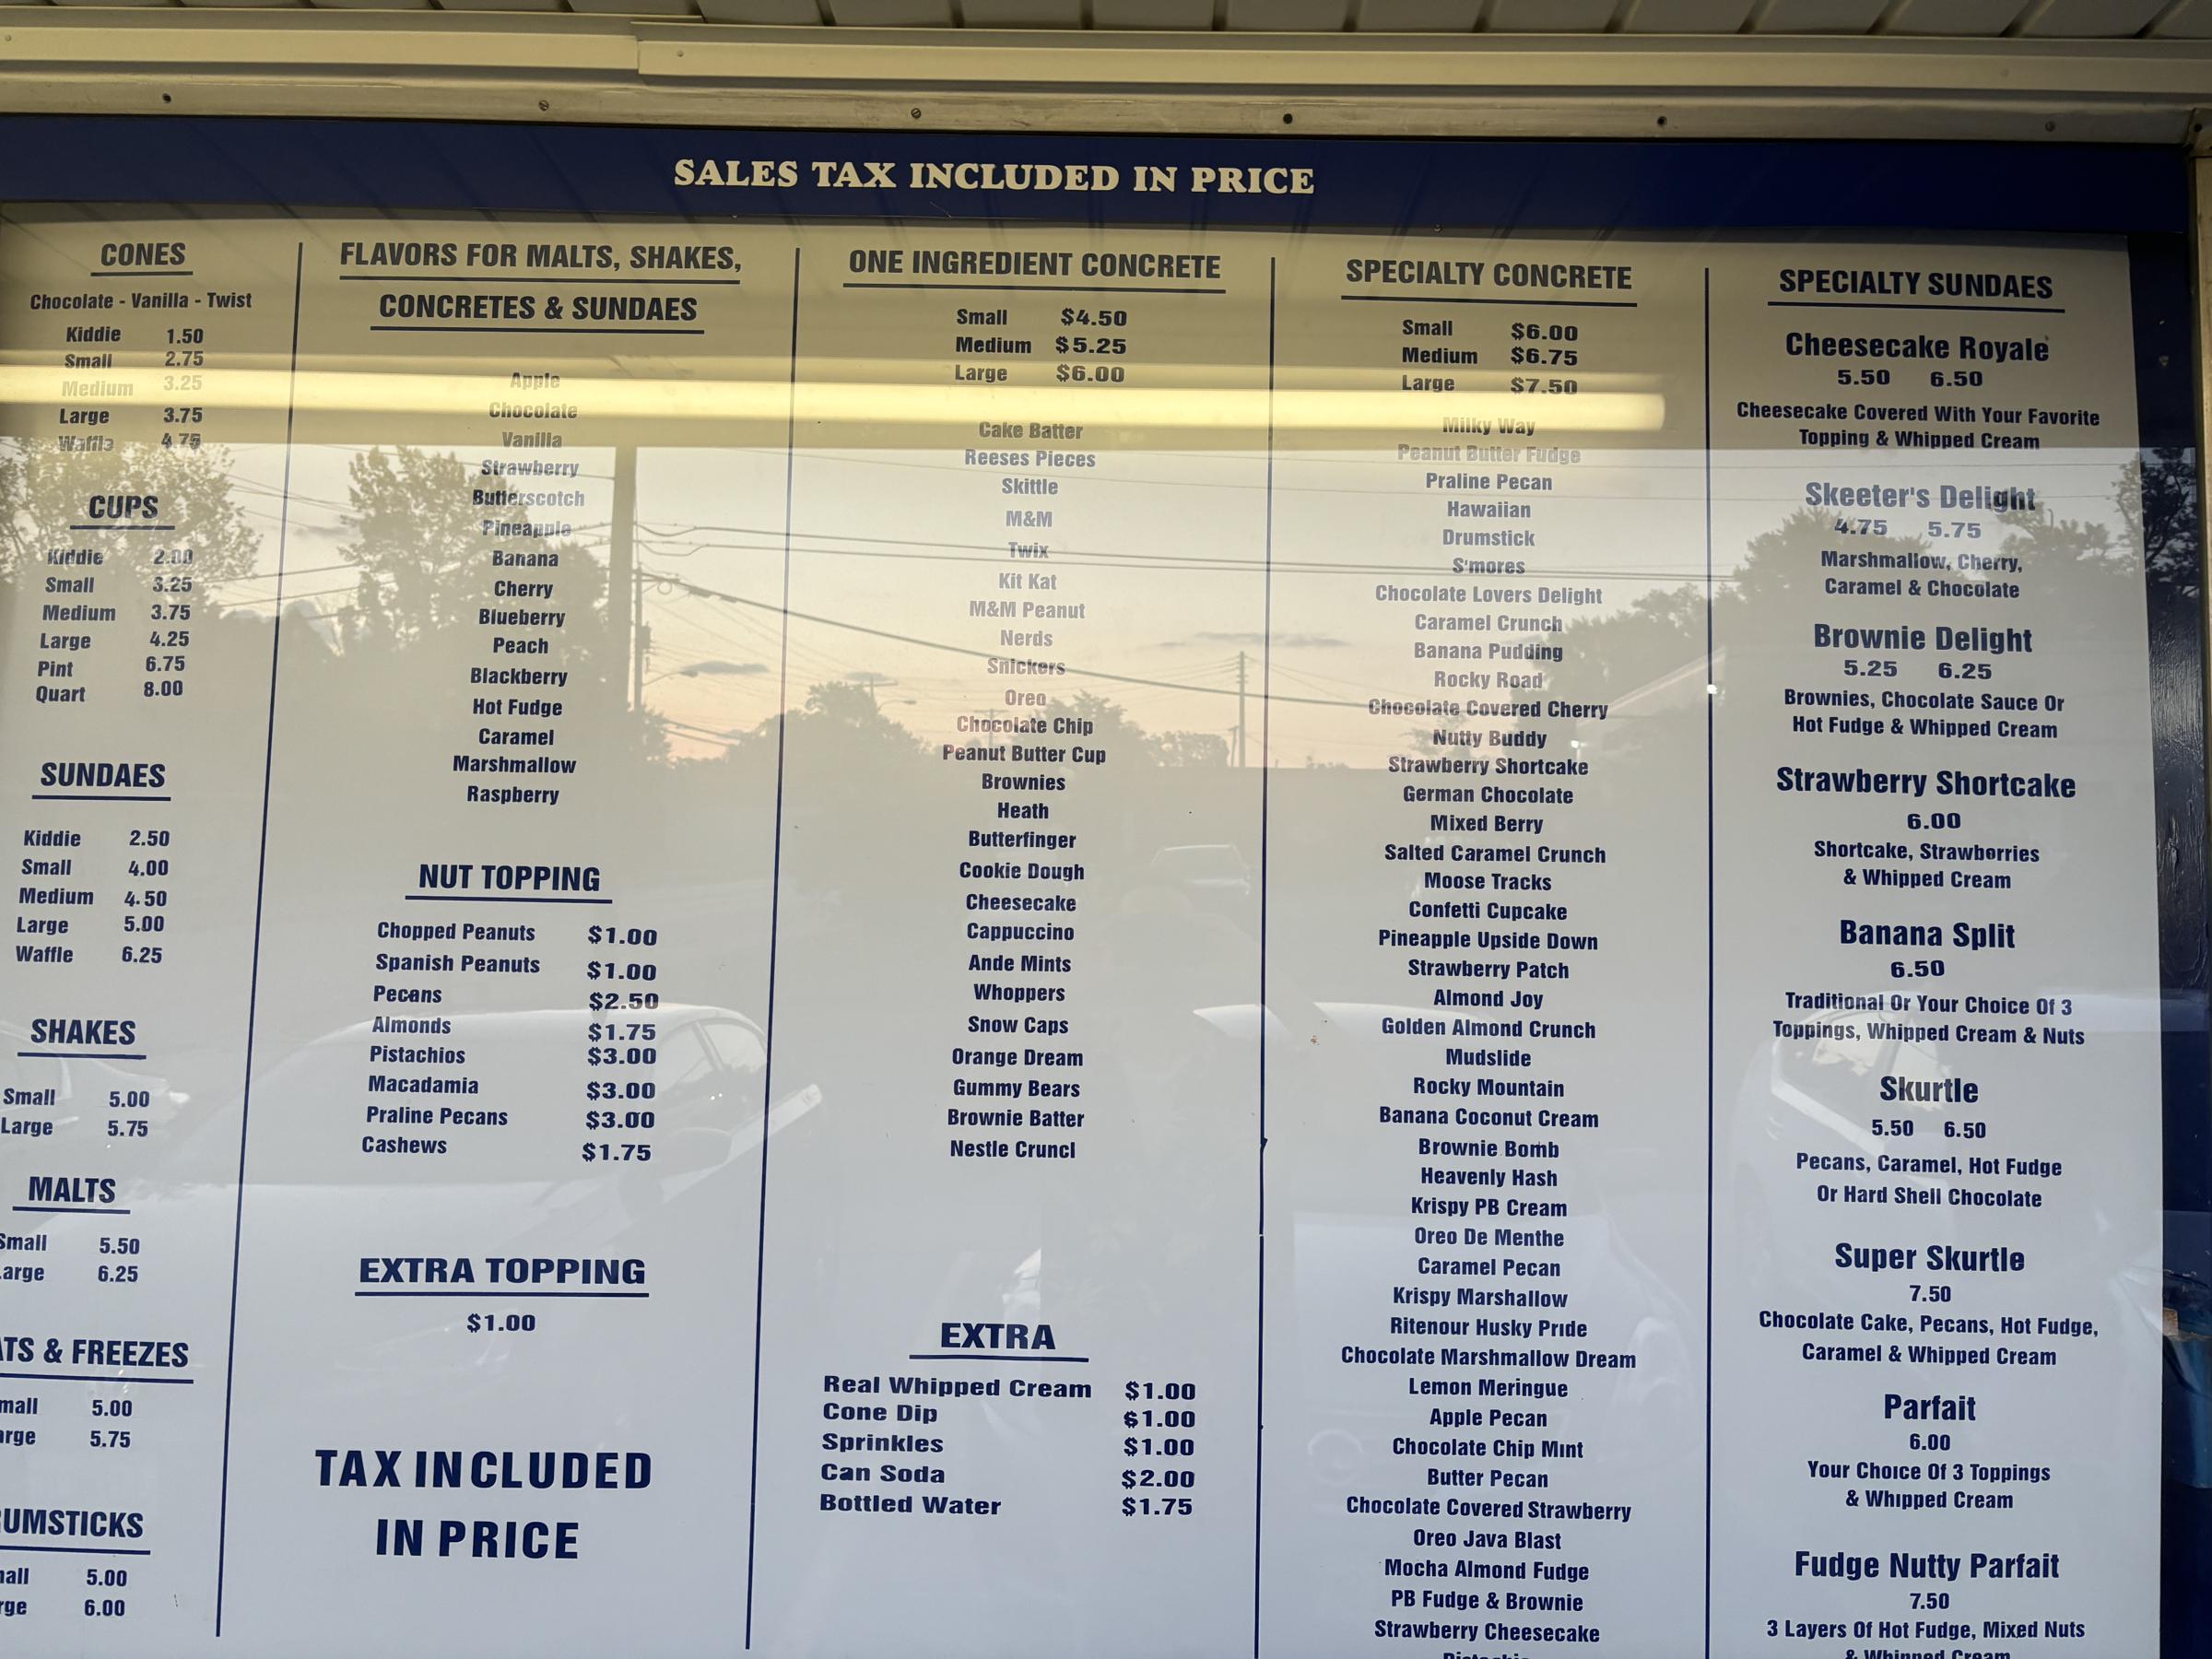 SALES TAX INCLUDED IN PRICE
CONES
Chocolate - Vanilla - Twist
Kiddie 1.50
Small 2.75
Medium 3.25
Large 3.75
Waffle 4.75
CUPS
Kiddie 2.00
Small 3.25
Medium 3.75
Large 4.25
Pint 6.75
Quart 8.00
SUNDAES
Kiddie 2.50
Small 4.00
Medium 4.50
Large 5.00
Waffle 6.25
SHAKES
Small 5.00
Large 5.75
MALTS
Small 5.50
arge 6.25
ATS & FREEZES
mall 5.00
arge 5.75
UMSTICKS
all 5.00
rge 6.00
FLAVORS FOR MALTS, SHAKES,
CONCRETES & SUNDAES
Apple
Chocolate
Vanilla
Strawberry
Butterscotch
Pineapple
Banana
Cherry
Blueberry
Peach
Blackberry
Hot Fudge
Caramel
Marshmallow
Raspberry
NUT TOPPING
Chopped Peanuts $1.00
Spanish Peanuts $1.00
Pecans $2.50
Almonds $1.75
Pistachios $3.00
Macadamia $3.00
Praline Pecans $3.00
Cashews $1.75
EXTRA TOPPING
$1.00
TAX INCLUDED
IN PRICE
ONE INGREDIENT CONCRETE
Small $4.50
Medium $5.25
Large $6.00
Cake Batter
Reeses Pieces
Skittle
M&M
Twix
Kit Kat
M&M Peanut
Nerds
Snickers
Oreo
Chocolate Chip
Peanut Butter Cup
Brownies
Heath
Butterfinger
Cookie Dough
Cheesecake
Cappuccino
Ande Mints
Whoppers
Snow Caps
Orange Dream
Gummy Bears
Brownie Batter
Nestle Cruncl
EXTRA
Real Whipped Cream $1.00
Cone Dip $1.00
Sprinkles $1.00
Can Soda $2.00
Bottled Water $1.75
SPECIALTY CONCRETE
Small $6.00
Medium $6.75
Large $7.50
Milky Way
Peanut Butter Fudge
Praline Pecan
Hawaiian
Drumstick
S'mores
Chocolate Lovers Delight
Caramel Crunch
Banana Pudding
Rocky Road
Chocolate Covered Cherry
Nutty Buddy
Strawberry Shortcake
German Chocolate
Mixed Berry
Salted Caramel Crunch
Moose Tracks
Confetti Cupcake
Pineapple Upside Down
Strawberry Patch
Almond Joy
Golden Almond Crunch
Mudslide
Rocky Mountain
Banana Coconut Cream
Brownie Bomb
Heavenly Hash
Krispy PB Cream
Oreo De Menthe
Caramel Pecan
Krispy Marshallow
Ritenour Husky Pride
Chocolate Marshmallow Dream
Lemon Meringue
Apple Pecan
Chocolate Chip Mint
Butter Pecan
Chocolate Covered Strawberry
Oreo Java Blast
Mocha Almond Fudge
PB Fudge & Brownie
Strawberry Cheesecake
SPECIALTY SUNDAES
Cheesecake Royale
5.50 6.50
Cheesecake Covered With Your Favorite
Topping & Whipped Cream
Skeeter's Delight
4.75 5.75
Marshmallow, Cherry,
Caramel & Chocolate
Brownie Delight
5.25 6.25
Brownies, Chocolate Sauce Or
Hot Fudge & Whipped Cream
Strawberry Shortcake
6.00
Shortcake, Strawborries
& Whipped Cream
Banana Split
6.50
Traditional Or Your Choice Of 3
Toppings, Whipped Cream & Nuts
Skurtle
5.50 6.50
Pecans, Caramel, Hot Fudge
Or Hard Shell Chocolate
Super Skurtle
7.50
Chocolate Cake, Pecans, Hot Fudge,
Caramel & Whipped Cream
Parfait
6.00
Your Choice Of 3 Toppings
& Whipped Cream
Fudge Nutty Parfait
7.50
3 Layers Of Hot Fudge, Mixed Nuts
& Whipped Cream